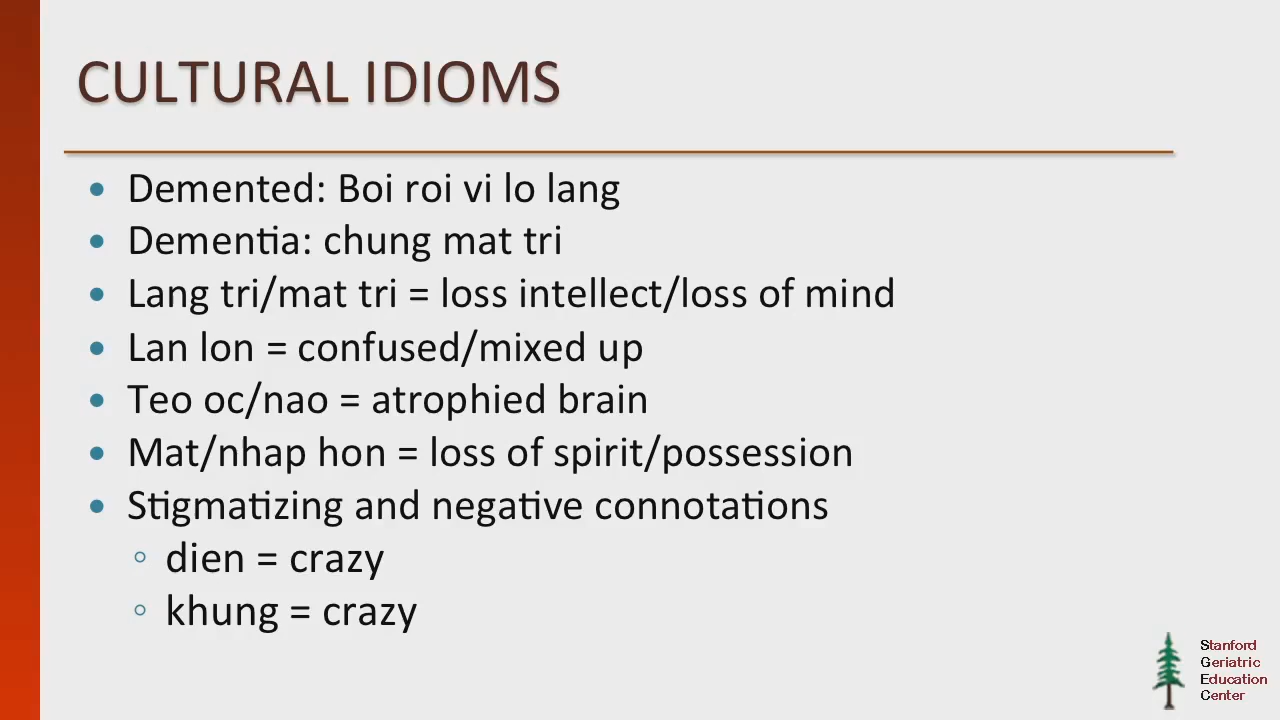 CULTURAL IDIOMS
• Demented: Boi roi vi lo lang
• Dementia: chung mat tri
• Lang tri/mat tri = loss intellect/loss of mind
• Lan lon = confused/mixed up
• Teo oc/nao = atrophied brain
• Mat/nhap hon = loss of spirit/possession
• Stigmatizing and negative connotations
◦ dien = crazy
◦ khung = crazy
Stanford
Geriatric
Education
Center